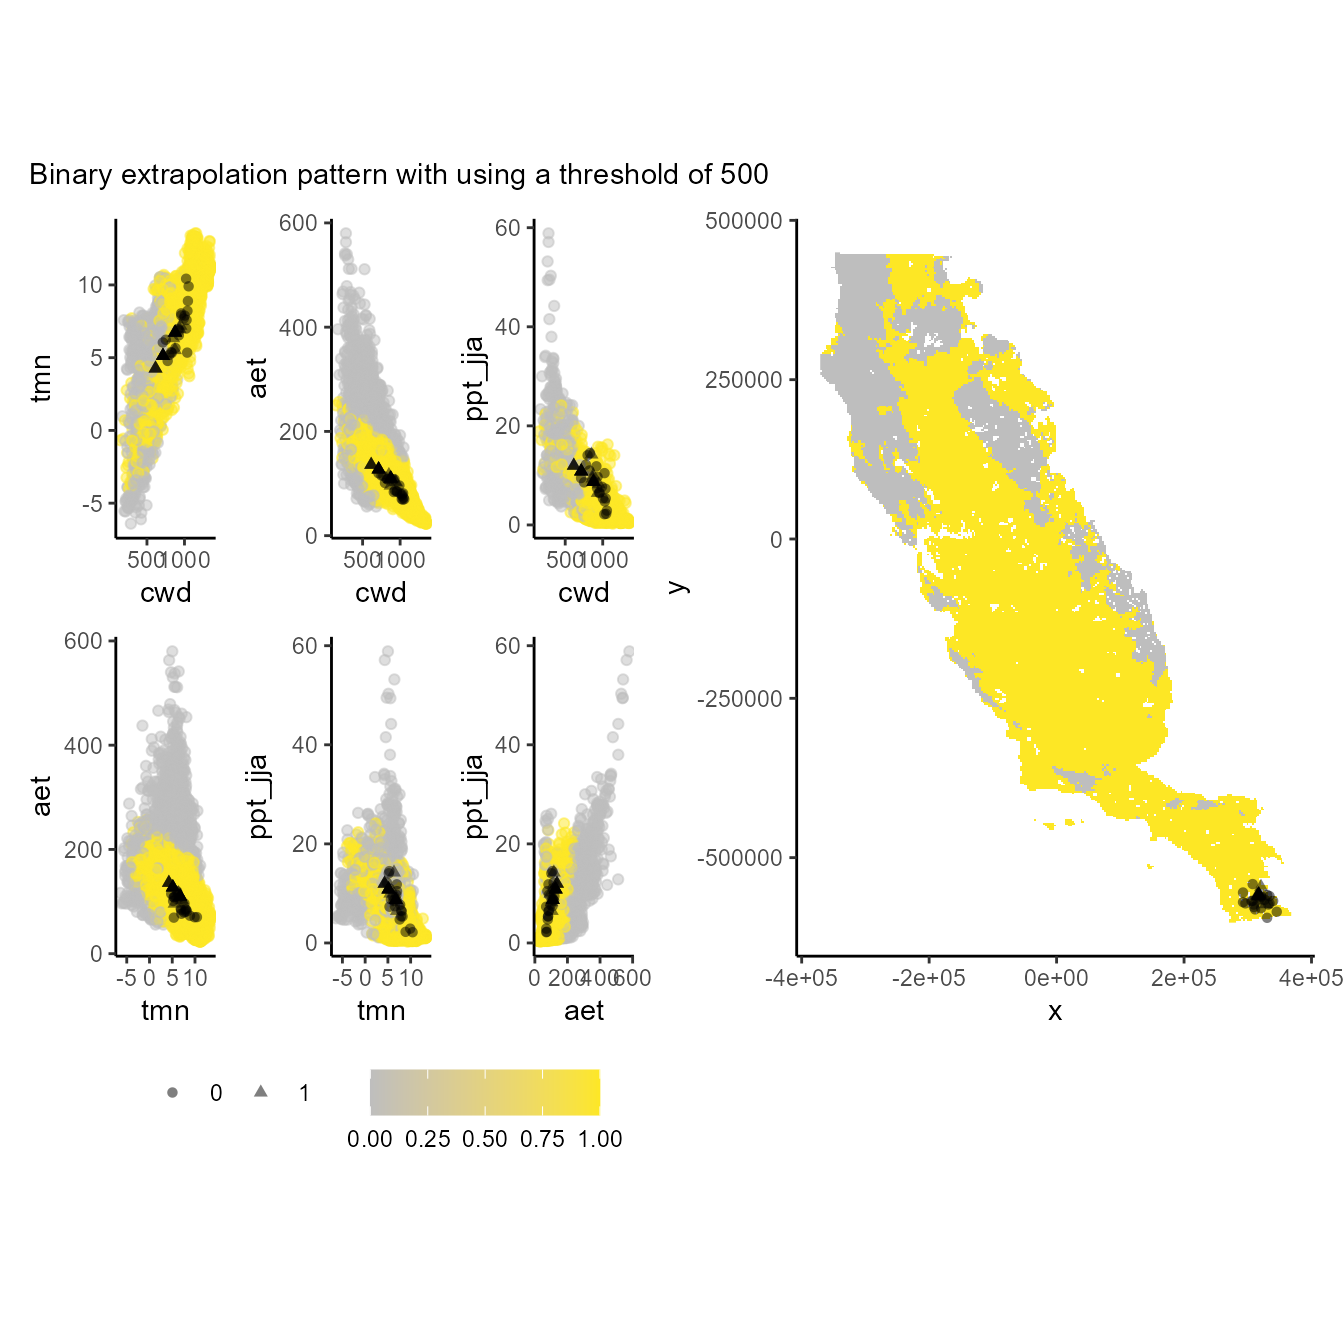 Binary extrapolation pattern with using a threshold of 500
tmn
10
5
0
-5
500 1000
cwd
aet
600
400
200
0
500 1000
cwd
ppt_jja
60
40
20
0
500 1000
cwd
aet
600
400
200
0
-5 0 5 10
tmn
ppt_jja
60
40
20
0
-5 0 5 10
tmn
ppt_jja
60
40
20
0
0 200 400 600
aet
y
500000
250000
0
-250000
-500000
-4e+05 -2e+05 0e+00 2e+05 4e+05
x
0 1
0.00 0.25 0.50 0.75 1.00